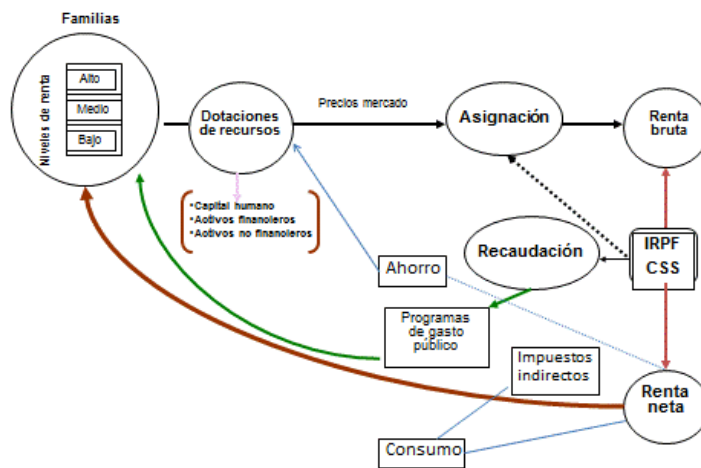 Familias
Niveles de renta
Alto
Medio
Bajo
Dotaciones
de recursos
Precios mercado
Asignación
Renta
bruta
•Capital humano
•Activos financieros
•Activos no financieros
Recaudación
IRPF
CSS
Ahorro
Programas
de gasto
público
Impuestos
indirectos
Renta
neta
Consumo